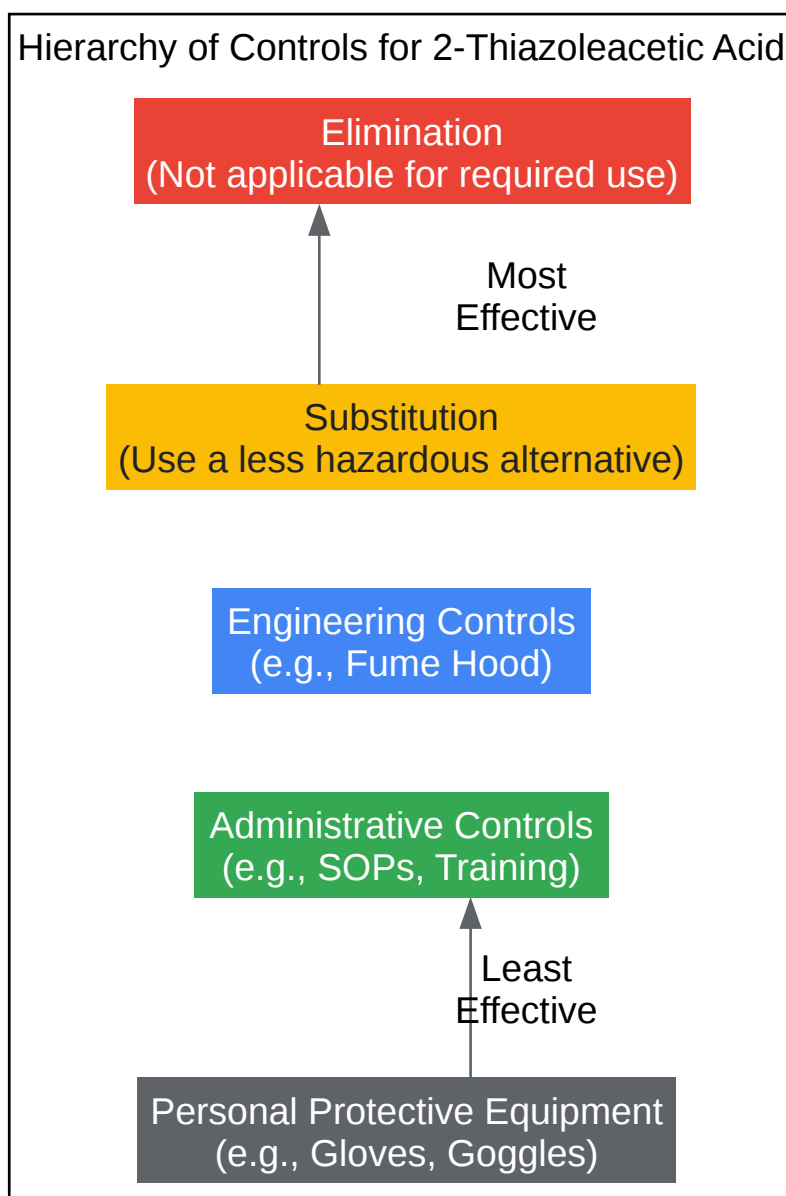 Hierarchy of Controls for 2-Thiazoleacetic Acid
Elimination
(Not applicable for required use)
Most
Effective
Substitution
(Use a less hazardous alternative)
Engineering Controls
(e.g., Fume Hood)
Administrative Controls
(e.g., SOPs, Training)
Least
Effective
Personal Protective Equipment
(e.g., Gloves, Goggles)